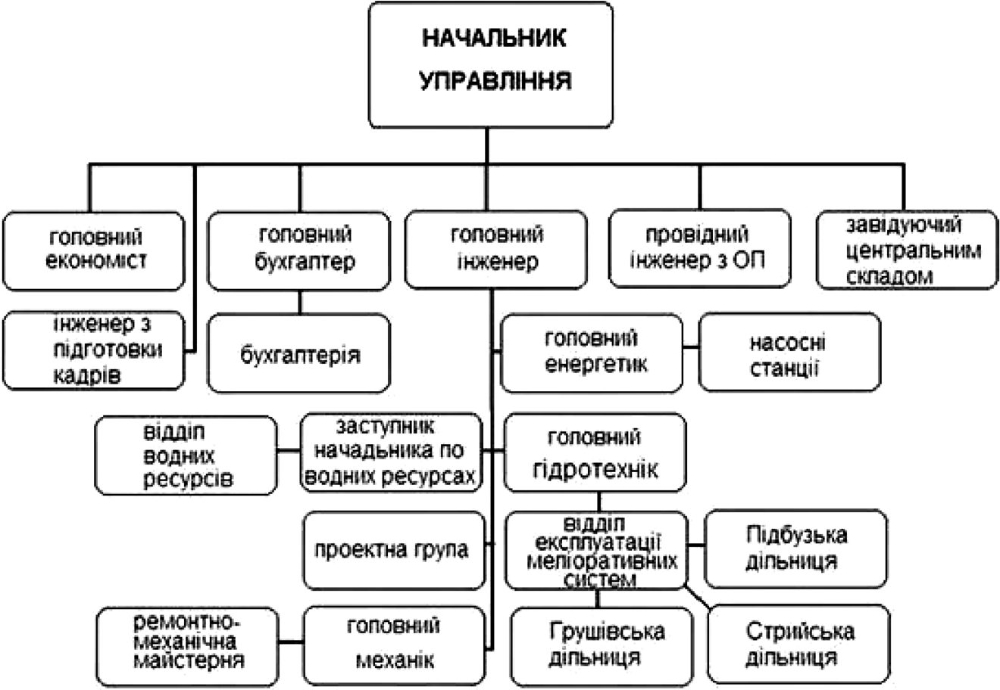 НАЧАЛЬНИК
УПРАВЛІННЯ
головний
економіст
головний
бухгалтер
головний
інженер
провідний
інженер з ОП
завідуючий
центральним
складом
інженер з
підготовки
кадрів
бухгалтерія
головний
енергетик
насосні
станції
відділ
водних
ресурсів
заступник
начадьника по
водних ресурсах
головний
гідротехнік
проектна група
відділ
експлуатації
меліоративних
систем
Підбузька
дільниця
ремонтно-
механічна
майстерня
головний
механік
Грушівська
дільниця
Стрийська
дільниця